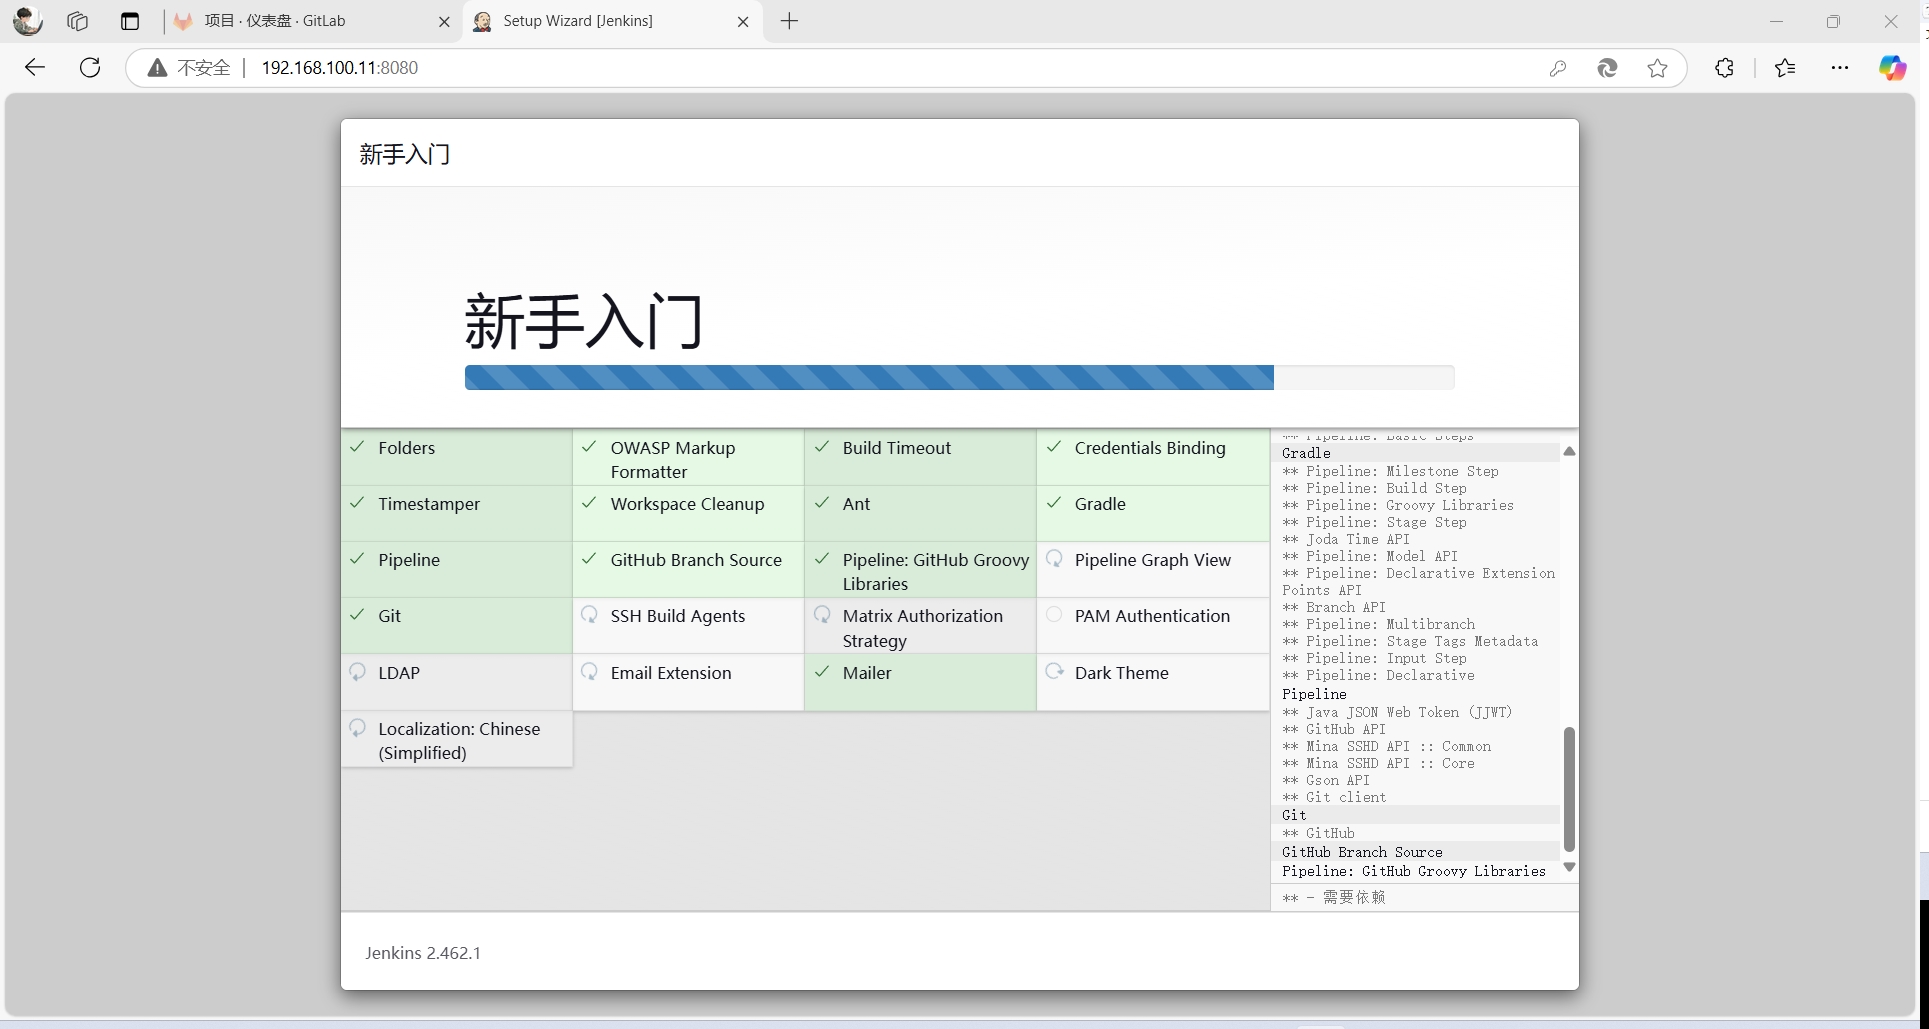 项目 · 仪表盘 · GitLab
Setup Wizard [Jenkins]
不安全
192.168.100.11:8080
新手入门
新手入门
Folders
OWASP Markup
Formatter
Build Timeout
Credentials Binding
Timestamper
Workspace Cleanup
Ant
Gradle
Pipeline
GitHub Branch Source
Pipeline: GitHub Groovy
Libraries
Pipeline Graph View
Git
SSH Build Agents
Matrix Authorization
Strategy
PAM Authentication
LDAP
Email Extension
Mailer
Dark Theme
Localization: Chinese
(Simplified)
** Pipeline: Basic Steps
Gradle
** Pipeline: Milestone Step
** Pipeline: Build Step
** Pipeline: Groovy Libraries
** Pipeline: Stage Step
** Joda Time API
** Pipeline: Model API
** Pipeline: Declarative Extension
Points API
** Branch API
** Pipeline: Multibranch
** Pipeline: Stage Tags Metadata
** Pipeline: Input Step
** Pipeline: Declarative
Pipeline
** Java JSON Web Token (JJWT)
** GitHub API
** Mina SSHD API :: Common
** Mina SSHD API :: Core
** Gson API
** Git client
Git
** GitHub
GitHub Branch Source
Pipeline: GitHub Groovy Libraries
** - 需要依赖
Jenkins 2.462.1